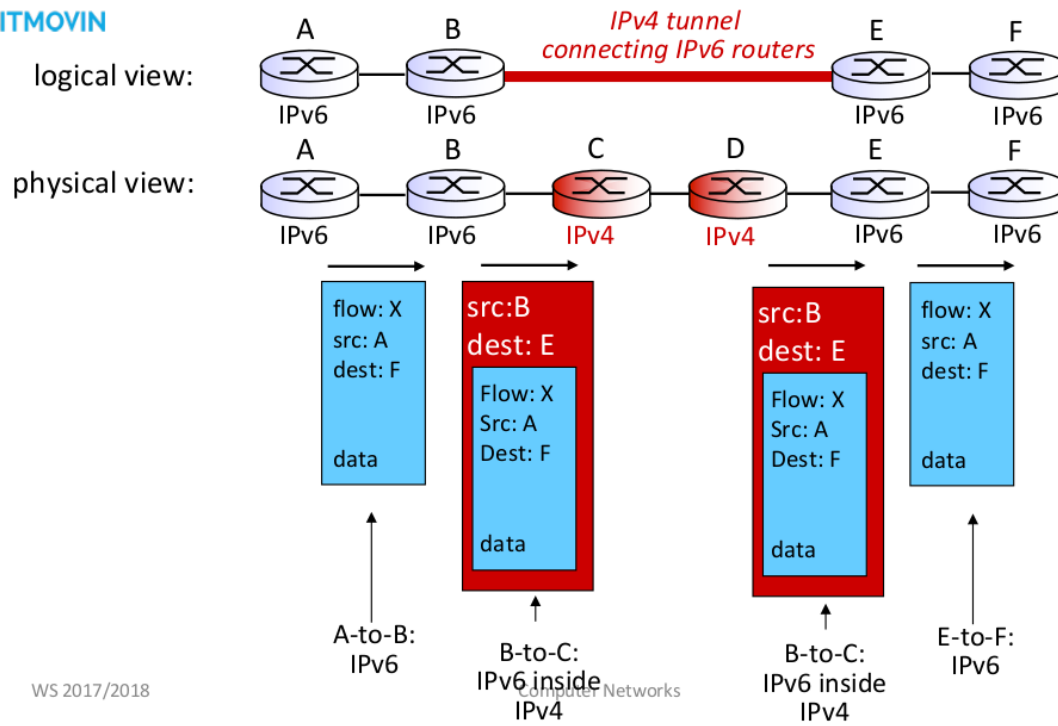 ITMOVIN
IPv4 tunnel
connecting IPv6 routers
logical view:
A
B
E
F
IPv6
IPv6
IPv6
IPv6
physical view:
A
B
C
D
E
F
IPv6
IPv6
IPv4
IPv4
IPv6
IPv6
flow: X
src: A
dest: F
data
src:B
dest: E
Flow: X
Src: A
Dest: F
data
src:B
dest: E
Flow: X
Src: A
Dest: F
data
flow: X
src: A
dest: F
data
A-to-B:
IPv6
B-to-C:
IPv6 inside
IPv4
B-to-C:
IPv6 inside
IPv4
E-to-F:
IPv6
WS 2017/2018
Computer Networks